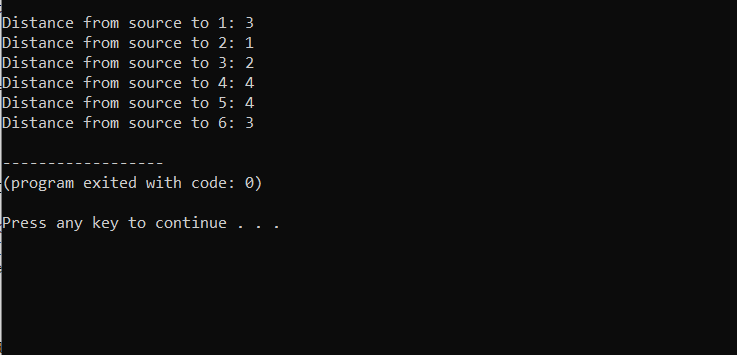 Distance from source to 1: 3
Distance from source to 2: 1
Distance from source to 3: 2
Distance from source to 4: 4
Distance from source to 5: 4
Distance from source to 6: 3
------------------
(program exited with code: 0)
Press any key to continue . . .